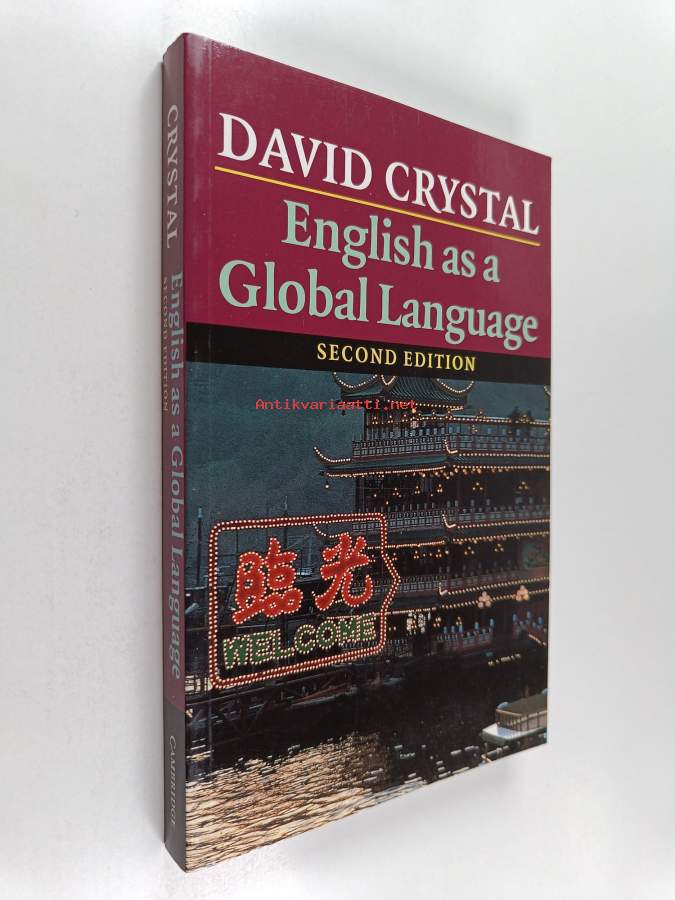 DAVID CRYSTAL
English as a
Global Language
SECOND EDITION
Antikvariaatti.net
臨光
WELCOME
CRYSTAL English as a Global Language
SECOND EDITION
CAMBRIDGE